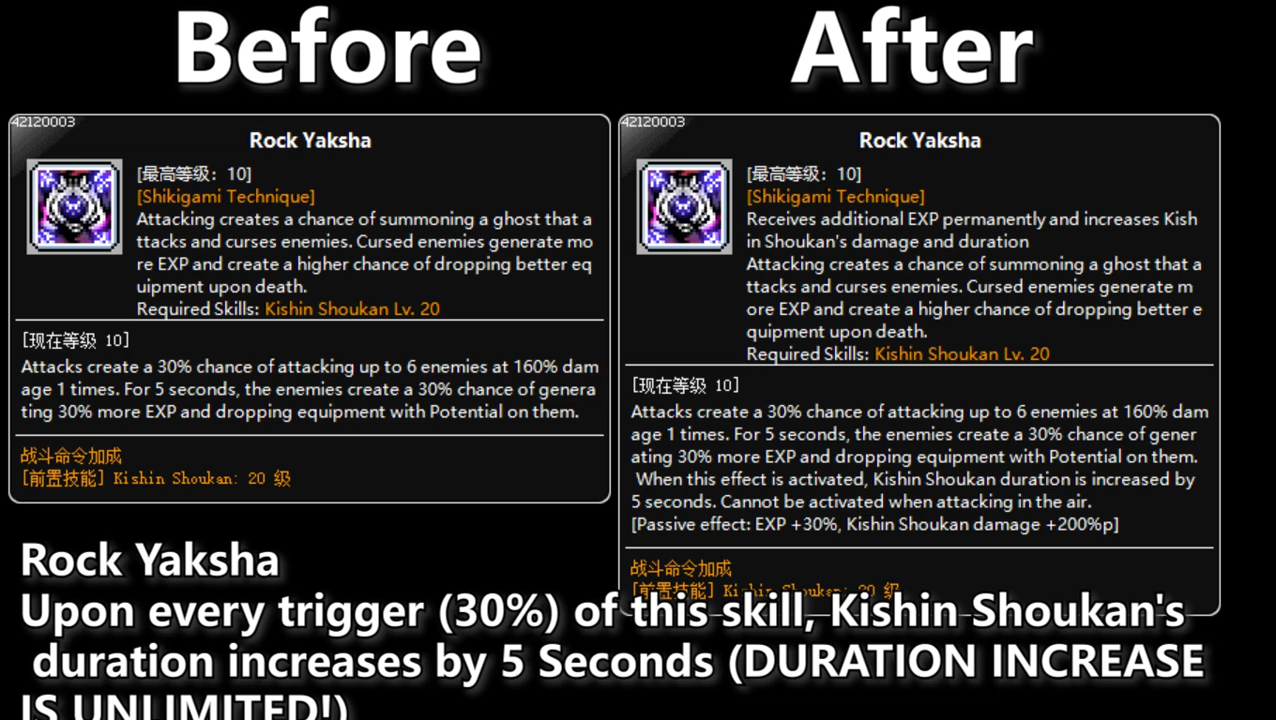 Before
After
42120003
Rock Yaksha
[最高等级：10]
[Shikigami Technique]
Attacking creates a chance of summoning a ghost that a
ttacks and curses enemies. Cursed enemies generate mo
re EXP and create a higher chance of dropping better eq
uipment upon death.
Required Skills: Kishin Shoukan Lv. 20
[现在等级 10]
Attacks create a 30% chance of attacking up to 6 enemies at 160% dam
age 1 times. For 5 seconds, the enemies create a 30% chance of genera
ting 30% more EXP and dropping equipment with Potential on them.
战斗命令加成
[前置技能] Kishin Shoukan: 20 级
42120003
Rock Yaksha
[最高等级：10]
[Shikigami Technique]
Receives additional EXP permanently and increases Kish
in Shoukan's damage and duration
Attacking creates a chance of summoning a ghost that a
ttacks and curses enemies. Cursed enemies generate m
ore EXP and create a higher chance of dropping better e
quipment upon death.
Required Skills: Kishin Shoukan Lv. 20
[现在等级 10]
Attacks create a 30% chance of attacking up to 6 enemies at 160% dam
age 1 times. For 5 seconds, the enemies create a 30% chance of gener
ating 30% more EXP and dropping equipment with Potential on them.
When this effect is activated, Kishin Shoukan duration is increased by
5 seconds. Cannot be activated when attacking in the air.
[Passive effect: EXP +30%, Kishin Shoukan damage +200%p]
战斗命令加成
[前置技能] Kishin Shoukan: 20 级
Rock Yaksha
Upon every trigger (30%) of this skill, Kishin Shoukan's
duration increases by 5 Seconds (DURATION INCREASE
IS UNLIMITED!)